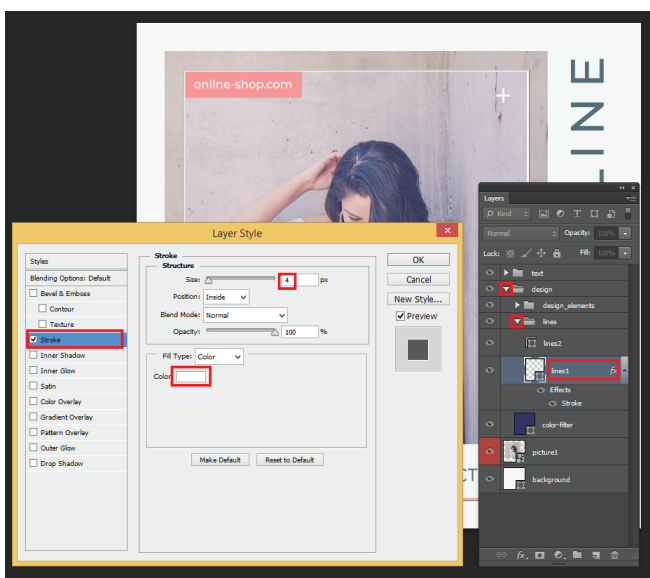 online-shop.com
LINE
CT
Layer Style
Styles
Blending Options: Default
Bevel & Emboss
Contour
Texture
Stroke
Inner Shadow
Inner Glow
Satin
Color Overlay
Gradient Overlay
Pattern Overlay
Outer Glow
Drop Shadow
Stroke
Structure
Size: 4 px
Position: Inside
Blend Mode: Normal
Opacity: 100 %
Fill Type: Color
Color:
Make Default Reset to Default
OK
Cancel
New Style...
Preview
Layers
Kind
Normal Opacity: 100%
Lock: Fill: 100%
text
design
design_elements
lines
lines2
lines1 fx
Effects
Stroke
color-filter
picture1
background
fx